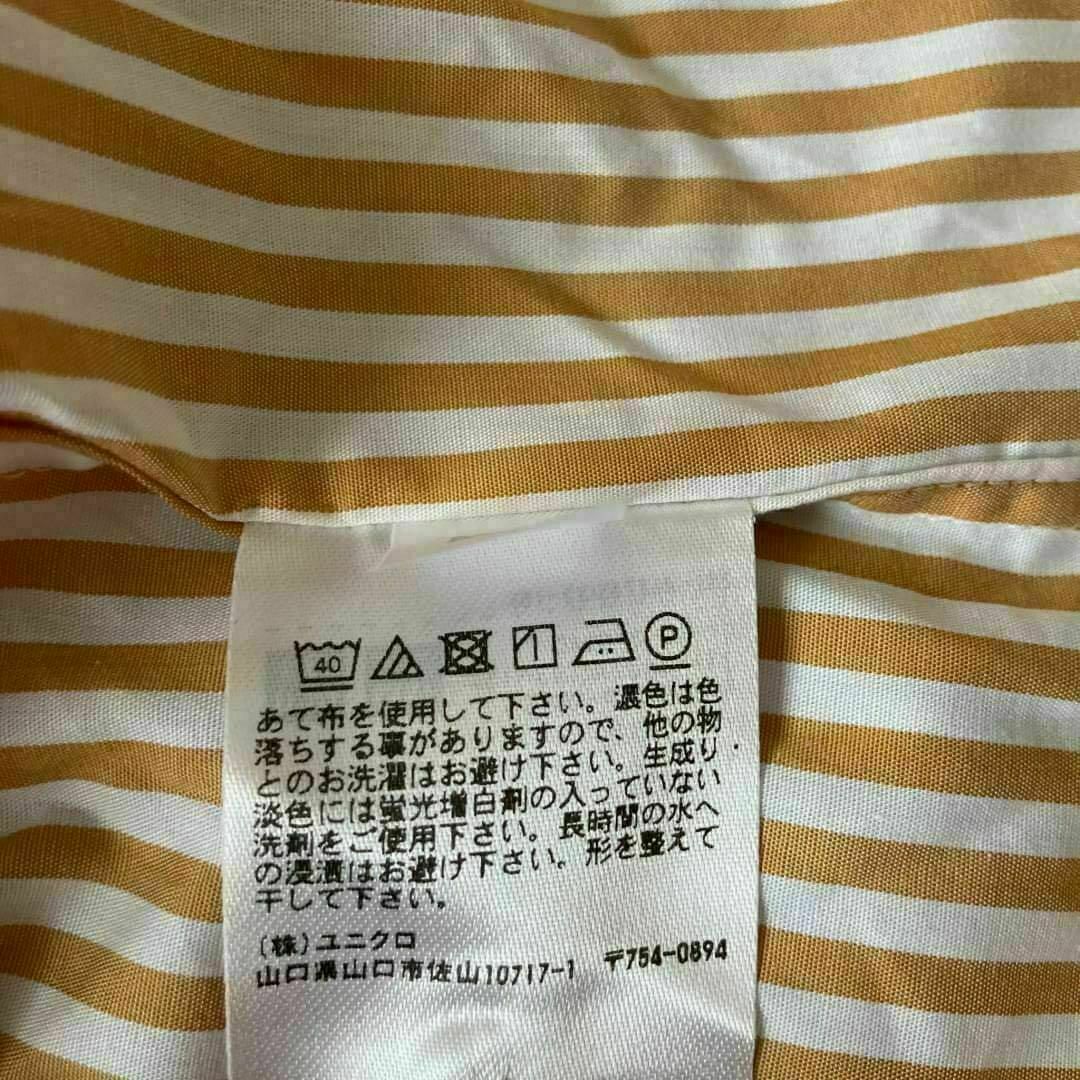 40 P
あて布を使用して下さい。濃色は色
落ちする事がありますので、他の物
とのお洗濯はお避け下さい。生成り・
淡色には蛍光増白剤の入っていない
洗剤をご使用下さい。長時間の水へ
の浸漬はお避け下さい。形を整えて
干して下さい。
(株)ユニクロ
山口県山口市佐山10717-1 〒754-0894